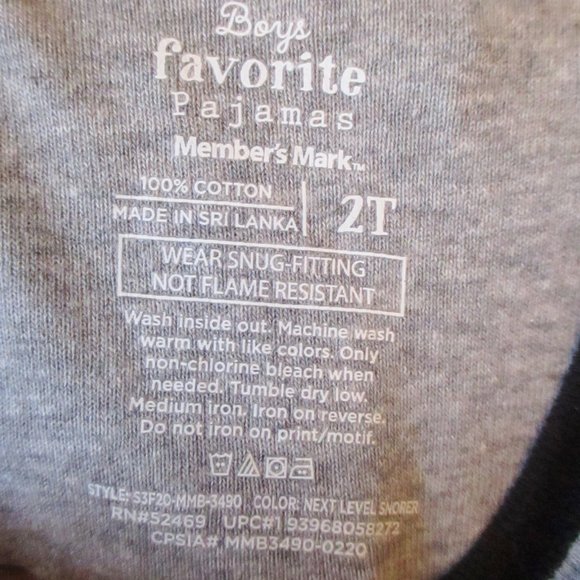 Boys
favorite
Pajamas
Member's Mark™
100% COTTON
MADE IN SRI LANKA
2T
WEAR SNUG-FITTING
NOT FLAME RESISTANT
Wash inside out. Machine wash
warm with like colors. Only
non-chlorine bleach when
needed. Tumble dry low.
Medium iron. Iron on reverse.
Do not iron on print/motif.
STYLE: S3F20-MMB-3490 COLOR: NEXT LEVEL SNORER
RN#52469 UPC#1 93968058272
CPSIA# MMB3490-0220